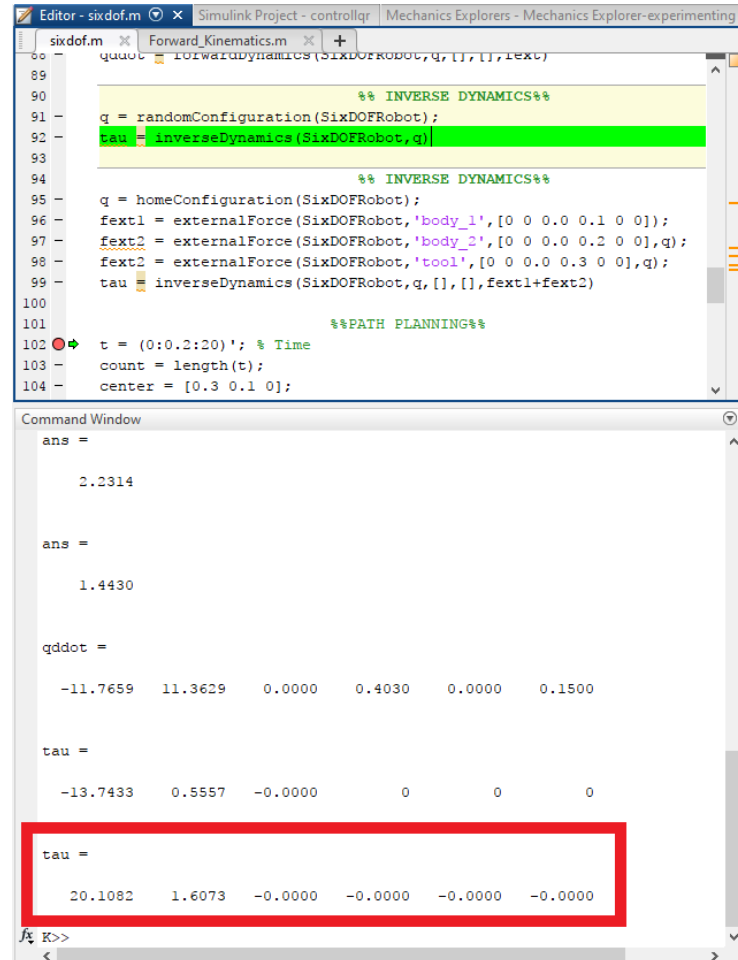 Editor - sixdof.m Simulink Project - controllqr Mechanics Explorers - Mechanics Explorer-experimenting
sixdof.m Forward_Kinematics.m +
88 - qddot = forwardDynamics(SixDOFRobot,q,[],[],fext)
89
90 %% INVERSE DYNAMICS%%
91 - q = randomConfiguration(SixDOFRobot);
92 - tau = inverseDynamics(SixDOFRobot,q)
93
94 %% INVERSE DYNAMICS%%
95 - q = homeConfiguration(SixDOFRobot);
96 - fext1 = externalForce(SixDOFRobot,'body_1',[0 0 0.0 0.1 0 0]);
97 - fext2 = externalForce(SixDOFRobot,'body_2',[0 0 0.0 0.2 0 0],q);
98 - fext2 = externalForce(SixDOFRobot,'tool',[0 0 0.0 0.3 0 0],q);
99 - tau = inverseDynamics(SixDOFRobot,q,[],[],fext1+fext2)
100
101 %%PATH PLANNING%%
102 t = (0:0.2:20)'; % Time
103 - count = length(t);
104 - center = [0.3 0.1 0];
Command Window
ans =
2.2314
ans =
1.4430
qddot =
-11.7659 11.3629 0.0000 0.4030 0.0000 0.1500
tau =
-13.7433 0.5557 -0.0000 0 0 0
tau =
20.1082 1.6073 -0.0000 -0.0000 -0.0000 -0.0000
fx K>>